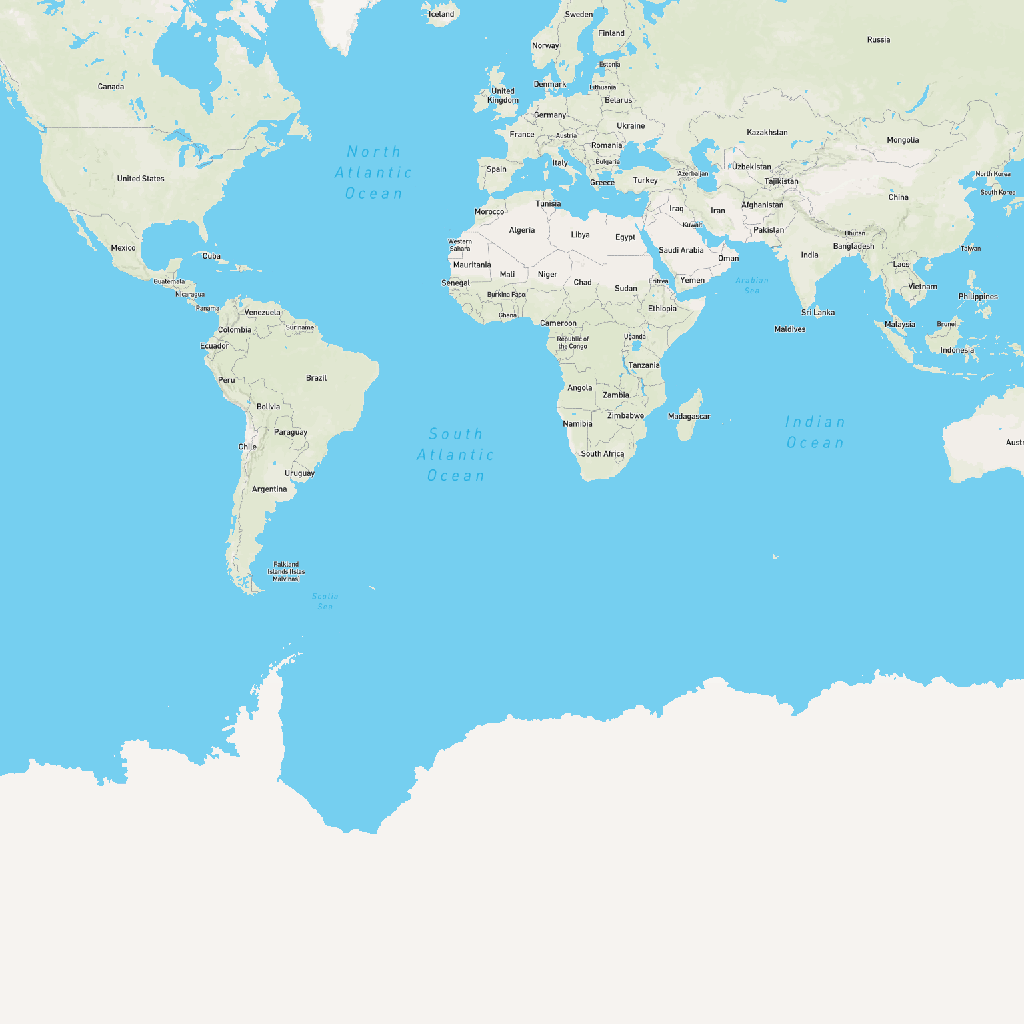 Iceland
Sweden
Finland
Russia
Norway
Estonia
Canada
United
Kingdom
Denmark
Lithuania
Belarus
Germany
Ukraine
France
Austria
Kazakhstan
Mongolia
Romania
North
Atlantic
Ocean
Italy
Bulgaria
Spain
Uzbekistan
Azerbaijan
Tajikistan
North Korea
South Korea
United States
Greece
Turkey
China
Tunisia
Morocco
Iraq
Iran
Afghanistan
Kuwait
Pakistan
Bhutan
Algeria
Libya
Egypt
Western
Sahara
Mexico
Cuba
Saudi Arabia
Oman
India
Bangladesh
Taiwan
Mauritania
Mali
Niger
Chad
Sudan
Eritrea
Yemen
Arabian
Sea
Laos
Vietnam
Philippines
Guatemala
Nicaragua
Senegal
Burkina Faso
Ghana
Ethiopia
Panama
Venezuela
Suriname
Colombia
Cameroon
Sri Lanka
Maldives
Malaysia
Brunei
Ecuador
Republic of
the Congo
Uganda
Indonesia
Tanzania
Peru
Brazil
Angola
Zambia
Bolivia
Zimbabwe
Madagascar
Namibia
Paraguay
Chile
South
Atlantic
Ocean
Indian
Ocean
Aust
South Africa
Uruguay
Argentina
Falkland
Islands (Islas
Malvinas)
Scotia
Sea